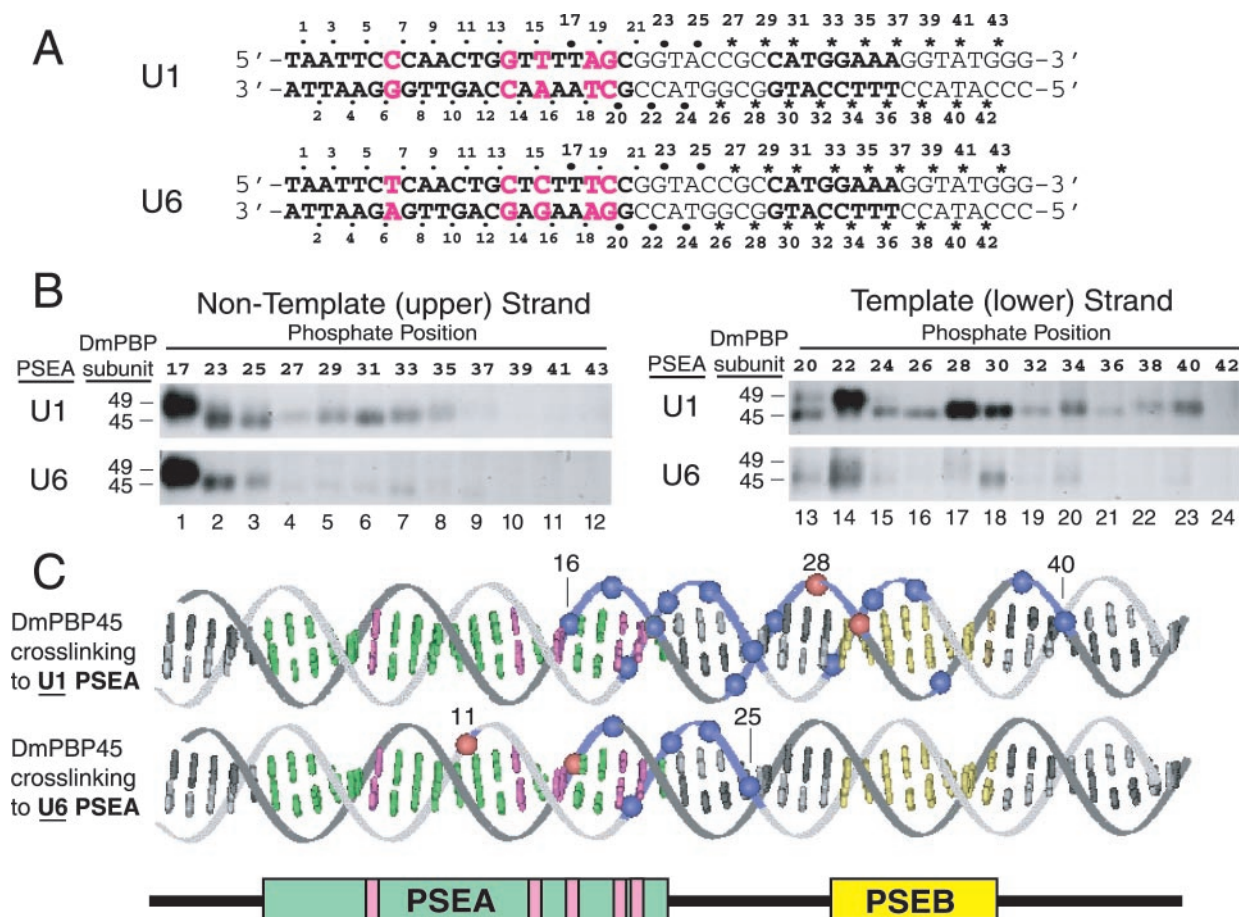 A
1 3 5 7 9 11 13 15 17 19 21 23 25 27 29 31 33 35 37 39 41 43
U1
5′-TAATTCCCAACTGGTTTTAGCGGTACCGCCATGGAAAGGTATGGG-3′
3′-ATTAAGGGTTGACCAAAATCGCCATGGCGGTACCTTTCCATACCC-5′
2 4 6 8 10 12 14 16 18 20 22 24 26 28 30 32 34 36 38 40 42
1 3 5 7 9 11 13 15 17 19 21 23 25 27 29 31 33 35 37 39 41 43
U6
5′-TAATTCTCAACTGCTCTTTCCGGTACCGCCATGGAAAGGTATGGG-3′
3′-ATTAAGAGTTGACGAGAAAGGCCATGGCGGTACCTTTCCATACCC-5′
2 4 6 8 10 12 14 16 18 20 22 24 26 28 30 32 34 36 38 40 42
B
Non-Template (upper) Strand
Phosphate Position
PSEA
DmPBP subunit
17 23 25 27 29 31 33 35 37 39 41 43
U1
49
45
U6
49
45
1 2 3 4 5 6 7 8 9 10 11 12
Template (lower) Strand
Phosphate Position
PSEA
DmPBP subunit
20 22 24 26 28 30 32 34 36 38 40 42
U1
49
45
U6
49
45
13 14 15 16 17 18 19 20 21 22 23 24
C
DmPBP45
crosslinking
to U1 PSEA
16 28 40
DmPBP45
crosslinking
to U6 PSEA
11 25
PSEA
PSEB